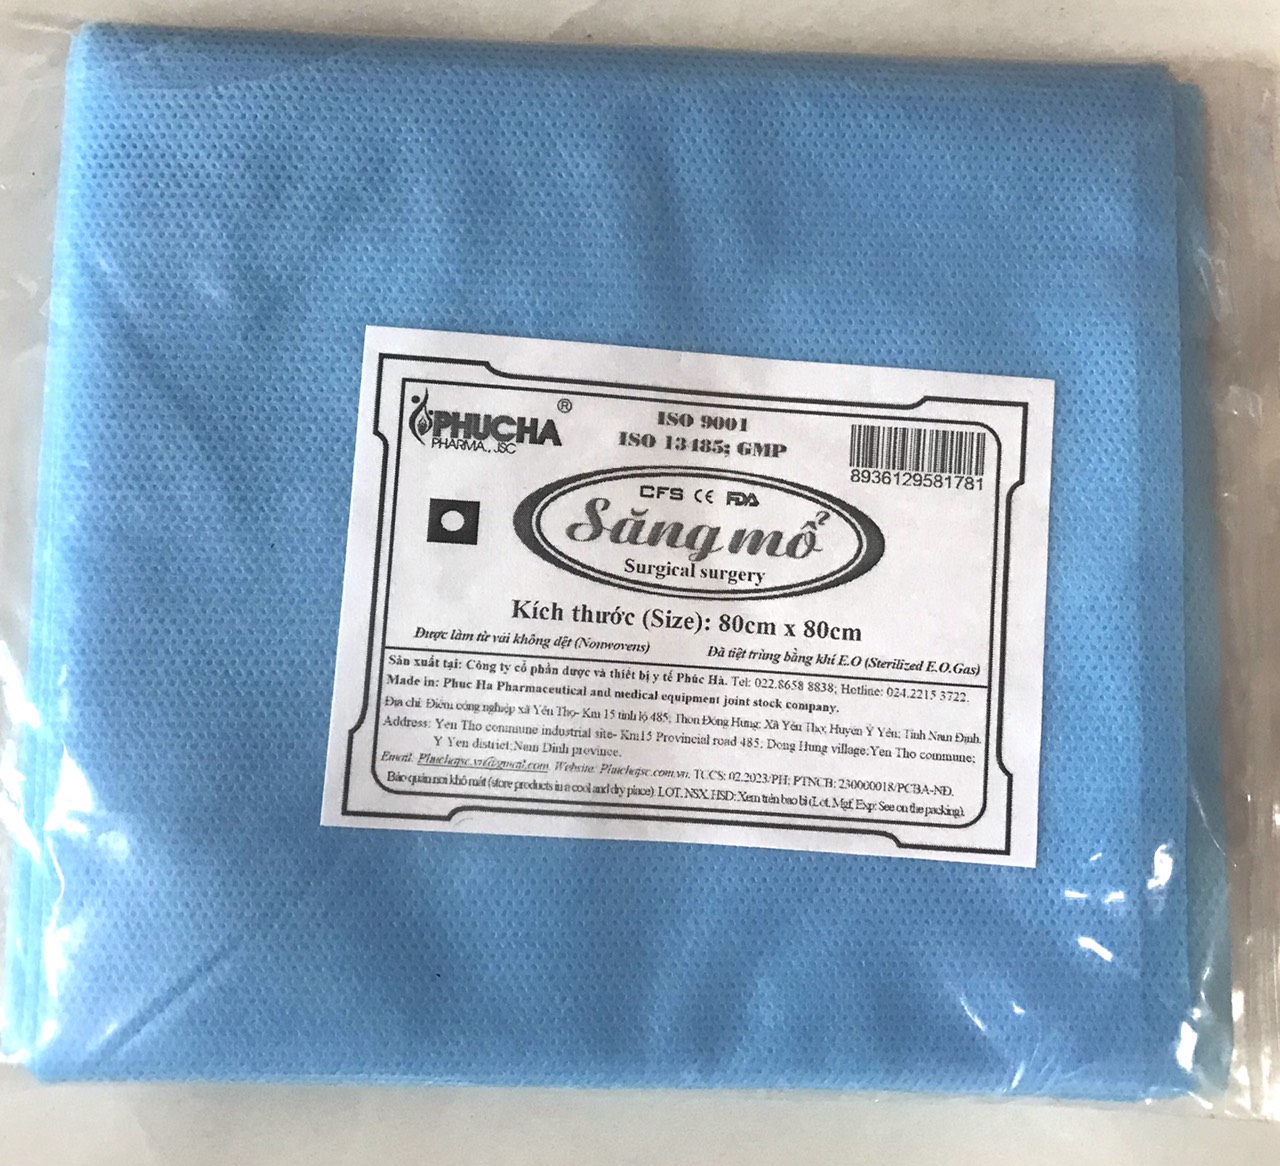 PHUCHA ®
PHARMA., JSC
ISO 9001
ISO 13485; GMP
8936129581781
CFS CE FDA
Săng mổ
Surgical surgery
Kích thước (Size): 80cm x 80cm
Được làm từ vải không dệt (Nonwovens)
Đã tiệt trùng bằng khí E.O (Sterilized E.O.Gas)
Sản xuất tại: Công ty cổ phần dược và thiết bị y tế Phúc Hà. Tel: 022.8658 8838; Hotline: 024.2215 3722.
Made in: Phuc Ha Pharmaceutical and medical equipment joint stock company.
Địa chỉ: Điểm công nghiệp xã Yên Thọ- Km 15 tỉnh lộ 485; Thôn Đông Hưng; Xã Yên Thọ; Huyện Ý Yên; Tỉnh Nam Định.
Address: Yen Tho commune industrial site- Km15 Provincial road 485; Dong Hung village; Yen Tho commune;
Y Yen district; Nam Dinh province.
Email: Website: Phuchajsc.com.vn. TCCS: 02.2023/PH; PTNCB: 230000018/PCBA-NĐ.
Bảo quản nơi khô mát (store products in a cool and dry place). LOT, NSX, HSD: Xem trên bao bì (Lot, Mgf, Exp: See on the packing).